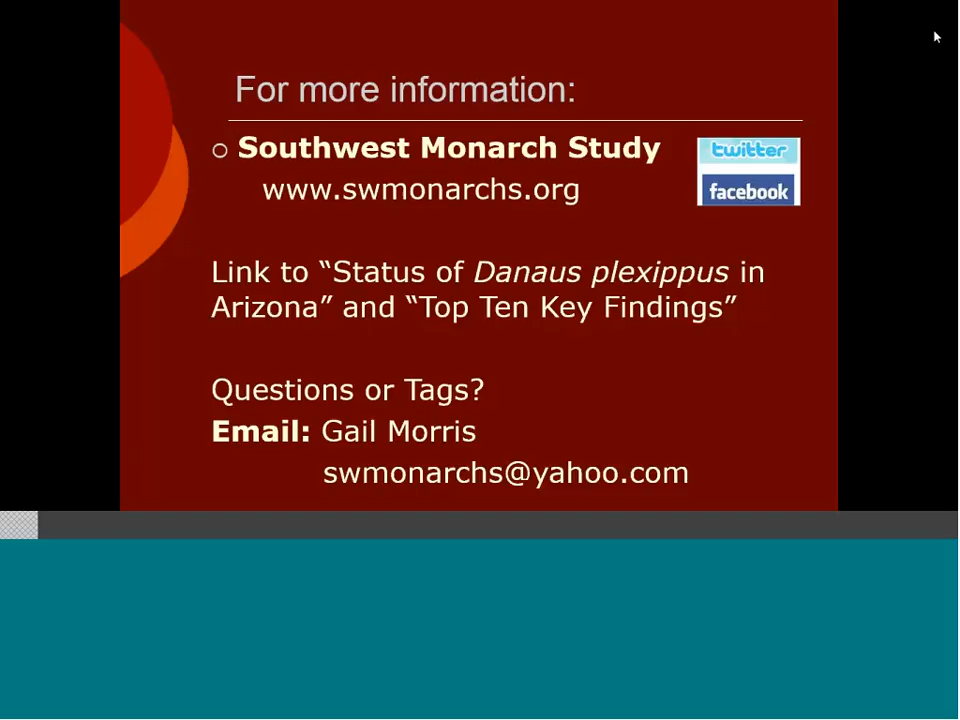 For more information:
Southwest Monarch Study
www.swmonarchs.org
twitter
facebook
Link to “Status of Danaus plexippus in
Arizona” and “Top Ten Key Findings”
Questions or Tags?
Email: Gail Morris
swmonarchs@yahoo.com